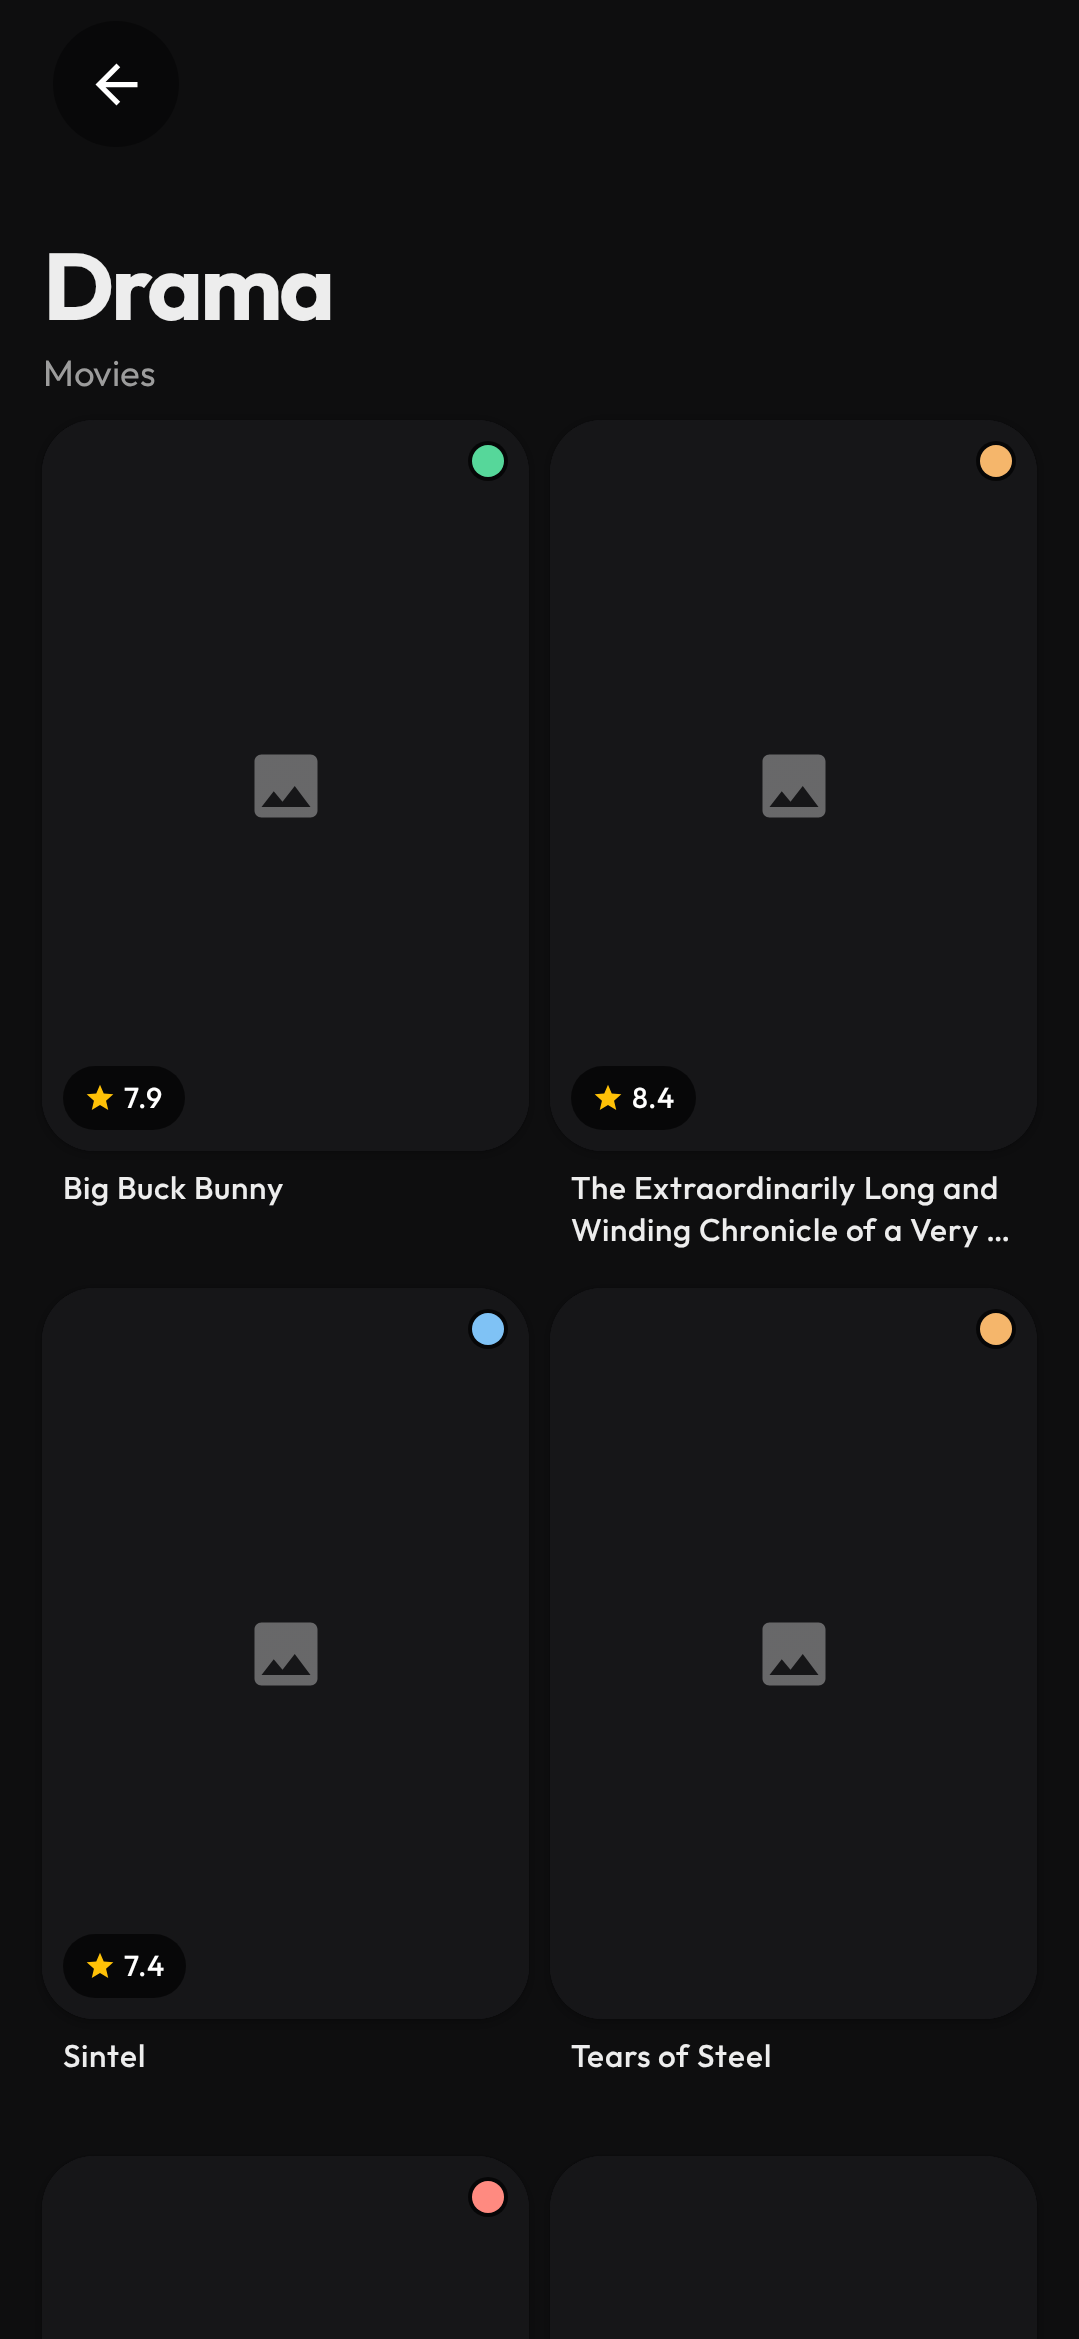 Drama
Movies
7.9
8.4
Big Buck Bunny
The Extraordinarily Long and
Winding Chronicle of a Very ...
7.4
Sintel
Tears of Steel